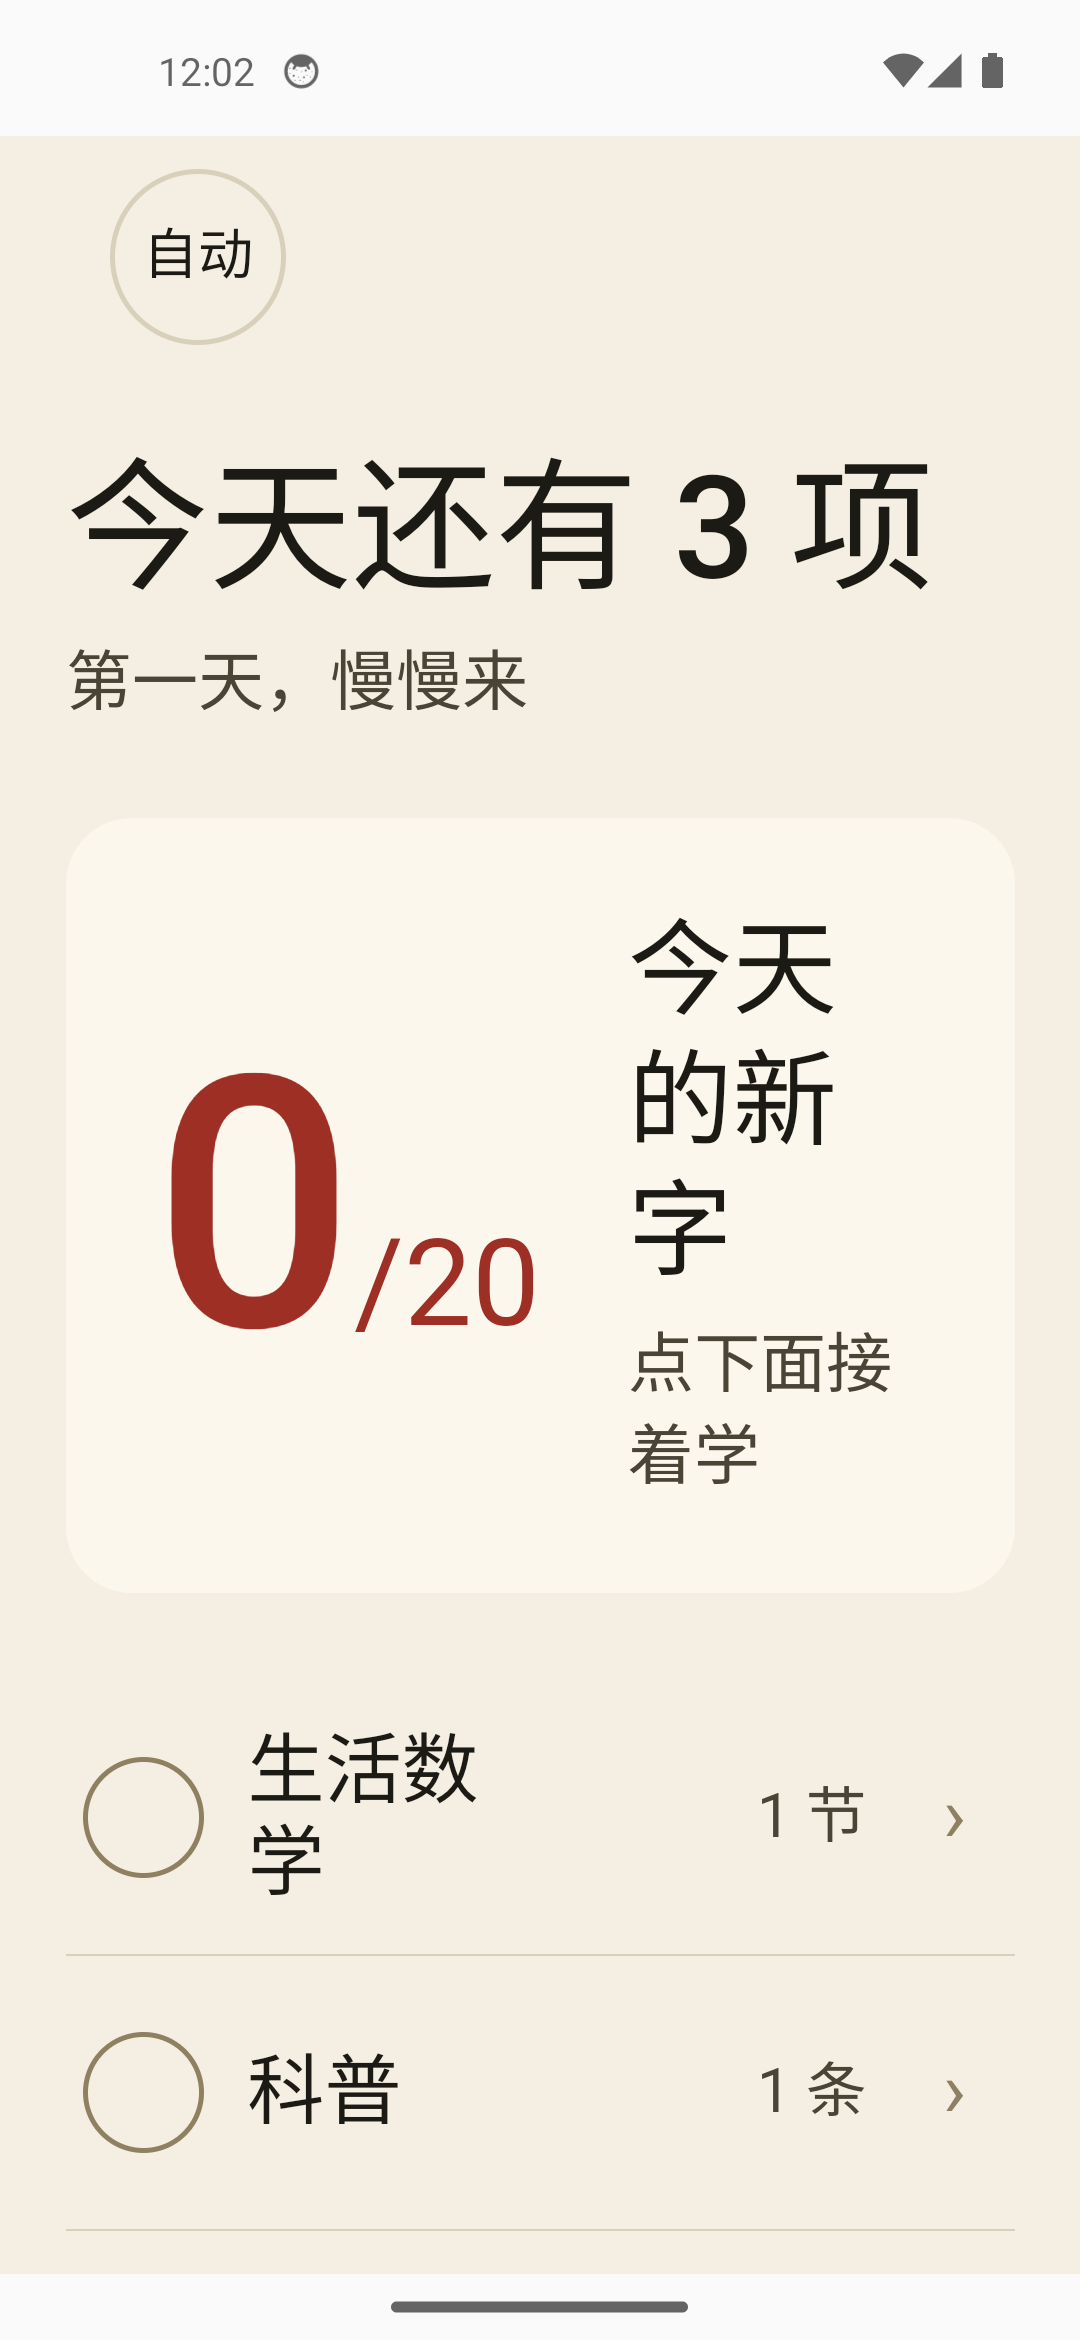 12:02
自动
今天还有 3 项
第一天，慢慢来
0/20
今天
的新
字
点下面接
着学
生活数
学
1 节 ›
科普
1 条 ›